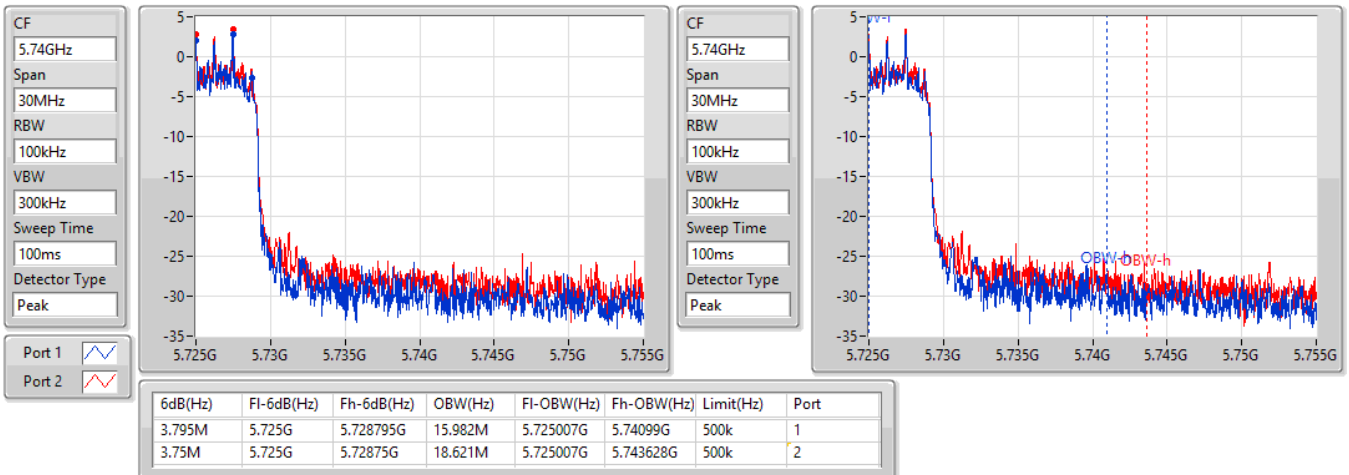 CF
5.74GHz
Span
30MHz
RBW
100kHz
VBW
300kHz
Sweep Time
100ms
Detector Type
Peak
Port 1
Port 2
5
0
-5
-10
-15
-20
-25
-30
-35
5.725G 5.73G 5.735G 5.74G 5.745G 5.75G 5.755G
CF
5.74GHz
Span
30MHz
RBW
100kHz
VBW
300kHz
Sweep Time
100ms
Detector Type
Peak
5
0
-5
-10
-15
-20
-25
-30
-35
OBW-h
5.725G 5.73G 5.735G 5.74G 5.745G 5.75G 5.755G
6dB(Hz) Fl-6dB(Hz) Fh-6dB(Hz) OBW(Hz) Fl-OBW(Hz) Fh-OBW(Hz) Limit(Hz) Port
3.795M 5.725G 5.728795G 15.982M 5.725007G 5.74099G 500k 1
3.75M 5.725G 5.72875G 18.621M 5.725007G 5.743628G 500k 2